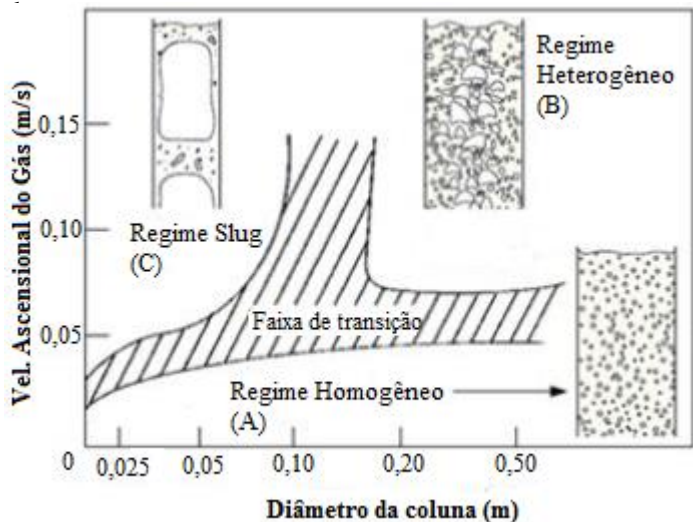 Vel. Ascensional do Gás (m/s)
0,15
0,10
0,05
0
Regime
Heterogêneo
(B)
Regime Slug
(C)
Faixa de transição
Regime Homogêneo
(A)
0,025
0,05
0,10
0,20
0,50
Diâmetro da coluna (m)